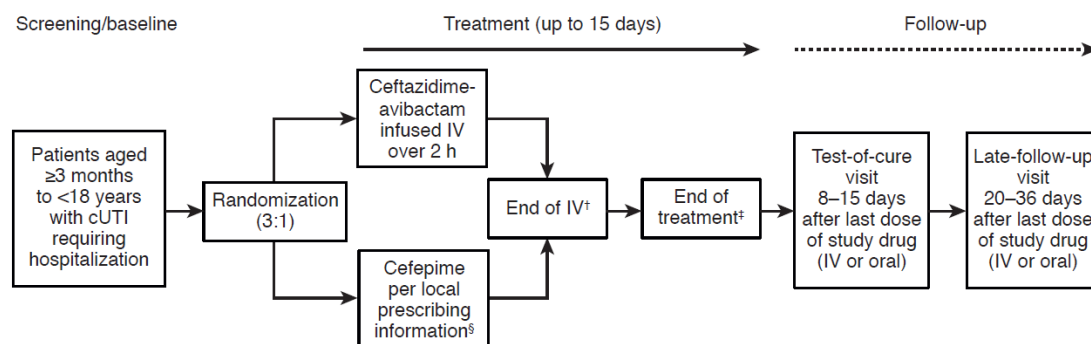 Screening/baseline
Treatment (up to 15 days)
Follow-up
Patients aged
≥3 months
to <18 years
with cUTI
requiring
hospitalization
Randomization
(3:1)
Ceftazidime-
avibactam
infused IV
over 2 h
Cefepime
per local
prescribing
information§
End of IV†
End of
treatment‡
Test-of-cure
visit
8–15 days
after last dose
of study drug
(IV or oral)
Late-follow-up
visit
20–36 days
after last dose
of study drug
(IV or oral)